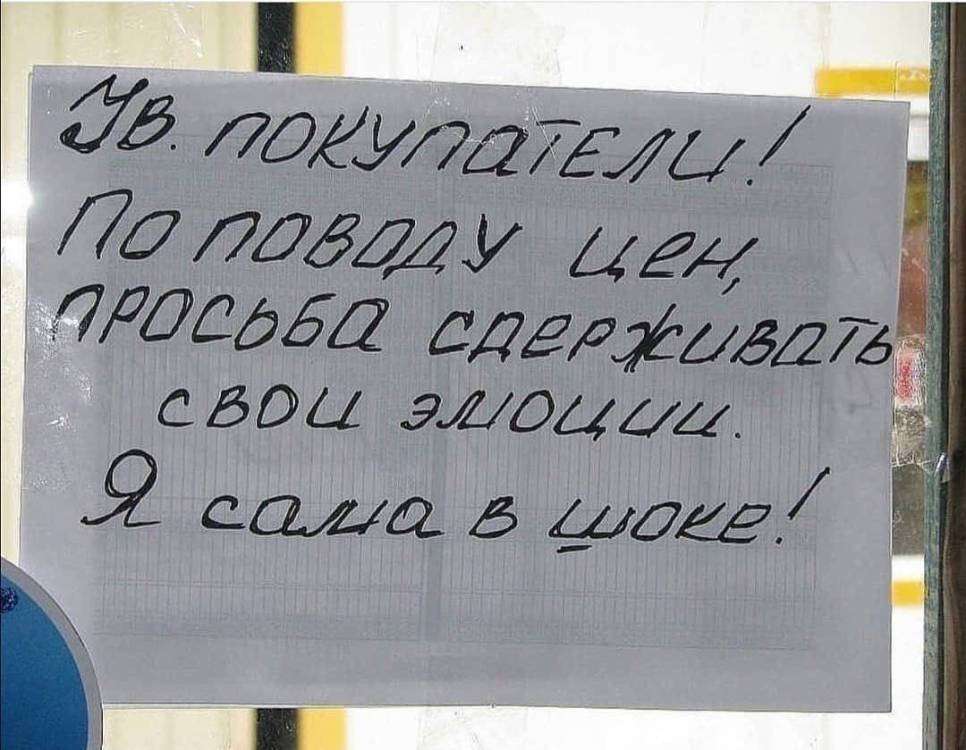 Ув. покупатели!
По поводу цен,
просьба сдерживать
свои эмоции.
Я сама в шоке!